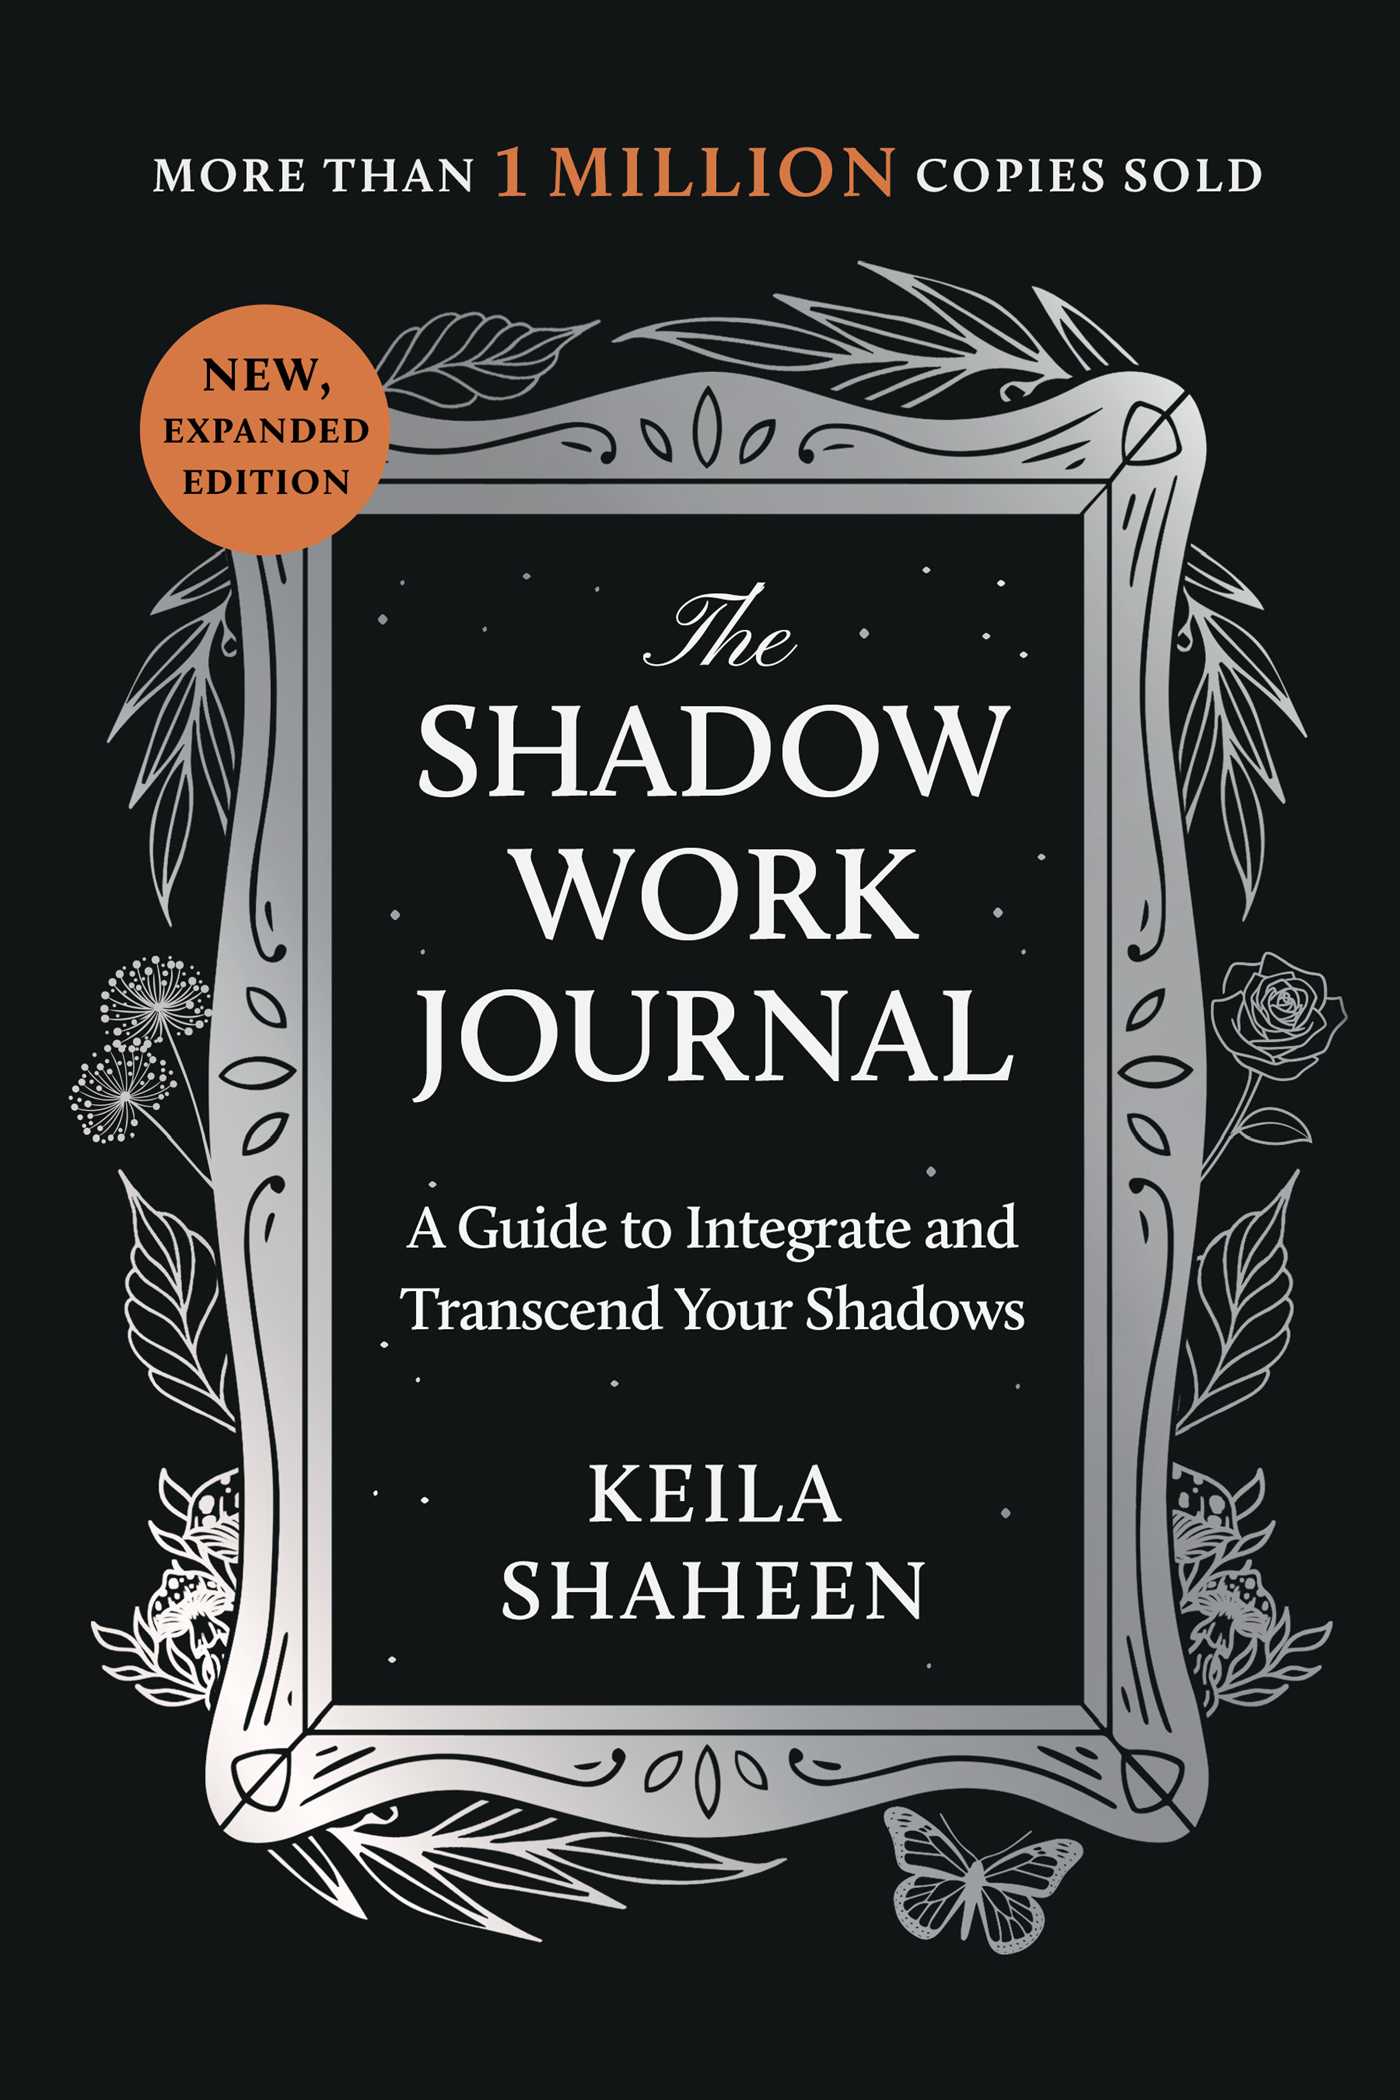 MORE THAN 1 MILLION COPIES SOLD
NEW,
EXPANDED
EDITION
The
SHADOW
WORK
JOURNAL
A Guide to Integrate and
Transcend Your Shadows
KEILA
SHAHEEN